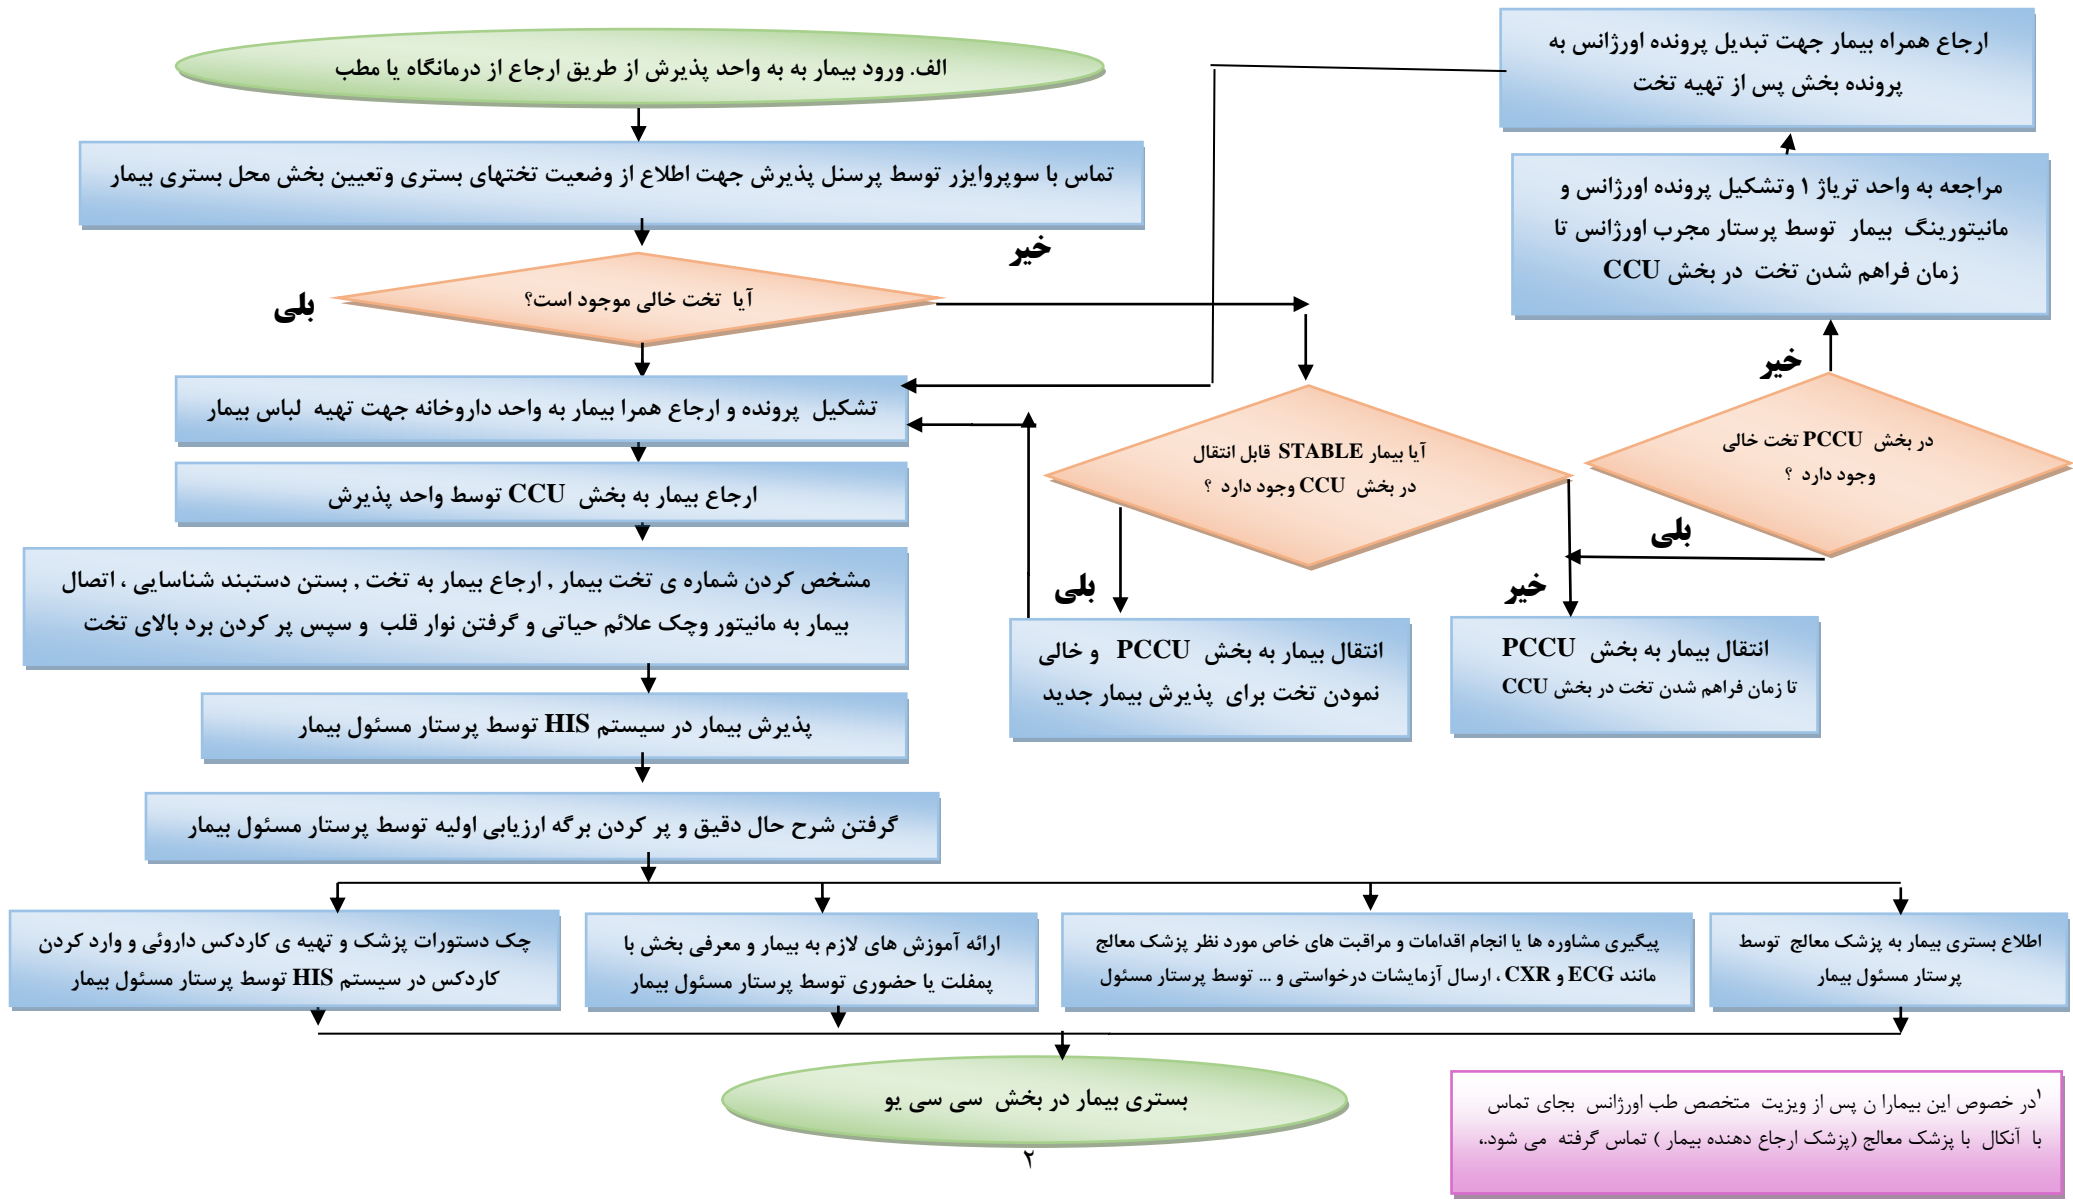 الف. ورود بیمار به به واحد پذیرش از طریق ارجاع از درمانگاه یا مطب
تماس با سوپروایزر توسط پرسنل پذیرش جهت اطلاع از وضعیت تختهای بستری وتعیین بخش محل بستری بیمار
خیر
آیا تخت خالی موجود است؟
بلی
تشکیل پرونده و ارجاع همرا بیمار به واحد داروخانه جهت تهیه لباس بیمار
ارجاع بیمار به بخش CCU توسط واحد پذیرش
مشخص کردن شماره ی تخت بیمار , ارجاع بیمار به تخت , بستن دستبند شناسایی ، اتصال
بیمار به مانیتور وچک علائم حیاتی و گرفتن نوار قلب و سپس پر کردن برد بالای تخت
پذیرش بیمار در سیستم HIS توسط پرستار مسئول بیمار
گرفتن شرح حال دقیق و پر کردن برگه ارزیابی اولیه توسط پرستار مسئول بیمار
ارجاع همراه بیمار جهت تبدیل پرونده اورژانس به
پرونده بخش پس از تهیه تخت
مراجعه به واحد تریاژ ۱ وتشکیل پرونده اورژانس و
مانیتورینگ بیمار توسط پرستار مجرب اورژانس تا
زمان فراهم شدن تخت در بخش CCU
خیر
در بخش PCCU تخت خالی
وجود دارد ؟
بلی
آیا بیمار STABLE قابل انتقال
در بخش CCU وجود دارد ؟
خیر
بلی
انتقال بیمار به بخش PCCU
تا زمان فراهم شدن تخت در بخش CCU
انتقال بیمار به بخش PCCU و خالی
نمودن تخت برای پذیرش بیمار جدید
اطلاع بستری بیمار به پزشک معالج توسط
پرستار مسئول بیمار
پیگیری مشاوره ها یا انجام اقدامات و مراقبت های خاص مورد نظر پزشک معالج
مانند ECG و CXR ، ارسال آزمایشات درخواستی و ... توسط پرستار مسئول
ارائه آموزش های لازم به بیمار و معرفی بخش با
پمفلت یا حضوری توسط پرستار مسئول بیمار
چک دستورات پزشک و تهیه ی کاردکس داروئی و وارد کردن
کاردکس در سیستم HIS توسط پرستار مسئول بیمار
بستری بیمار در بخش سی سی یو
۱در خصوص این بیمارا ن پس از ویزیت متخصص طب اورژانس بجای تماس
با آنکال با پزشک معالج (پزشک ارجاع دهنده بیمار ) تماس گرفته می شود.،
۲